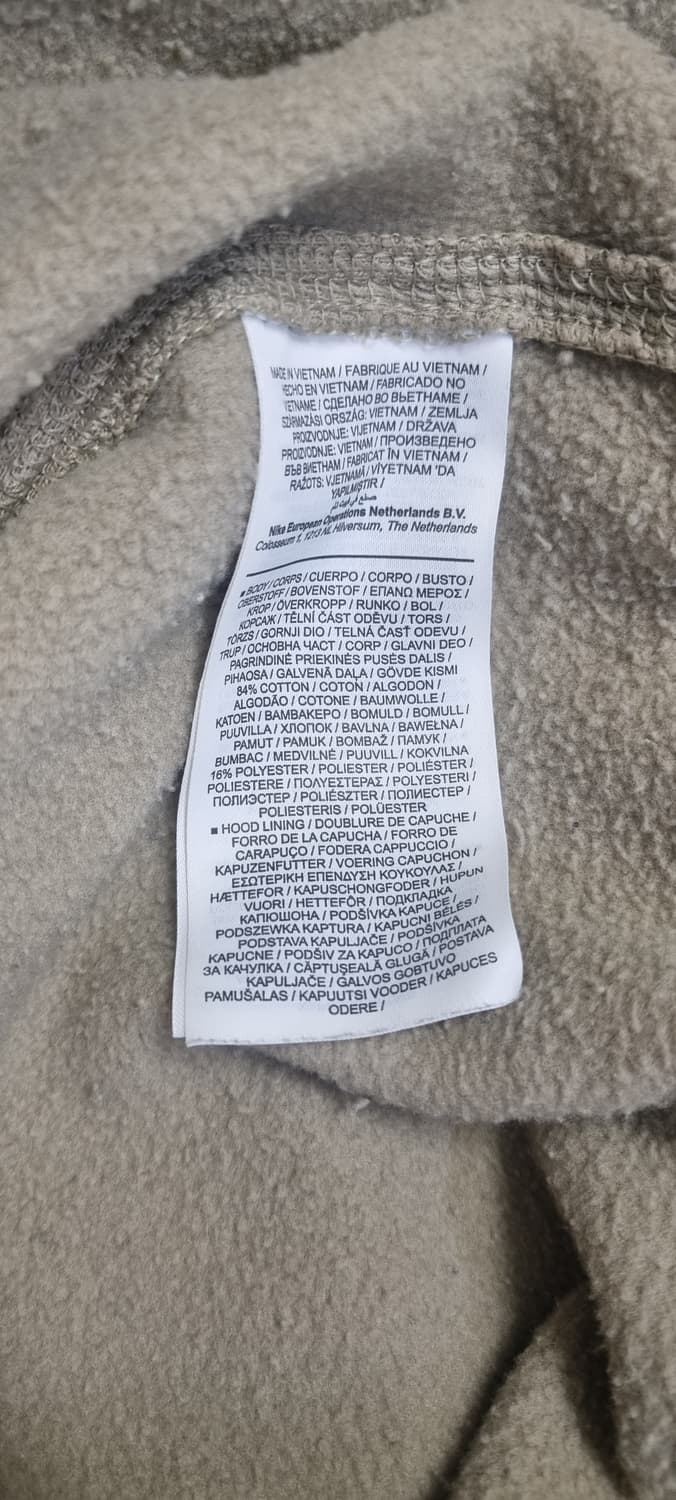 MADE IN VIETNAM / FABRIQUE AU VIETNAM /
HECHO EN VIETNAM / FABRICADO NO
VIETNAME / СДЕЛАНО ВО ВЬЕТНАМЕ /
SZÁRMAZÁSI ORSZÁG: VIETNAM / ZEMLJA
PROIZVODNJE: VIJETNAM / DRŽAVA
PROIZVODNJE: VIETNAM / ПРОИЗВЕДЕНО
ВЪВ ВИЕТНАМ / FABRICAT ÎN VIETNAM /
RAŽOTS: VJETNAMĀ / VİYETNAM 'DA
YAPILMIŞTIR /
صنع في فيتنام
Nike European Operations Netherlands B.V.
Colosseum 1, 1213 NL Hilversum, The Netherlands
■ BODY / CORPS / CUERPO / CORPO / BUSTO /
OBERSTOFF / BOVENSTOF / ΕΠΑΝΩ ΜΕΡΟΣ /
KROP / ÖVERKROPP / RUNKO / BOL /
КОРСАЖ / TĚLNÍ ČÁST ODĚVU / TORS /
TÖRZS / GORNJI DIO / TELNÁ ČASŤ ODEVU /
TRUP / ОСНОВНА ЧАСТ / CORP / GLAVNI DEO /
PAGRINDINĖ PRIEKINĖS PUSĖS DALIS /
PIHAOSA / GALVENĀ DAĻA / GÖVDE KISMI
84% COTTON / COTON / ALGODON /
ALGODÃO / COTONE / BAUMWOLLE /
KATOEN / ΒΑΜΒΑΚΕΡΟ / BOMULD / BOMULL /
PUUVILLA / ХЛОПОК / BAVLNA / BAWEŁNA /
PAMUT / PAMUK / BOMBAŽ / ПАМУК /
BUMBAC / MEDVILNĖ / PUUVILL / KOKVILNA
16% POLYESTER / POLIESTER / POLIÉSTER /
POLIESTERE / ΠΟΛΥΕΣΤΕΡΑΣ / POLYESTERI /
ПОЛИЭСТЕР / POLIÉSZTER / ПОЛИЕСТЕР /
POLIESTERIS / POLÜESTER
■ HOOD LINING / DOUBLURE DE CAPUCHE /
FORRO DE LA CAPUCHA / FORRO DE
CARAPUÇO / FODERA CAPPUCCIO /
KAPUZENFUTTER / VOERING CAPUCHON /
ΕΣΩΤΕΡΙΚΗ ΕΠΕΝΔΥΣΗ ΚΟΥΚΟΥΛΑΣ /
HÆTTEFOR / KAPUSCHONGFODER / HUPUN
VUORI / HETTEFÔR / ПОДКЛАДКА
КАПЮШОНА / PODŠÍVKA KAPUCE /
PODSZEWKA KAPTURA / KAPUCNI BÉLÉS /
PODSTAVA KAPULJAČE / PODŠÍVKA
KAPUCNE / PODŠIV ZA KAPUCO / ПОДПЛАТА
ЗА КАЧУЛКА / CĂPTUȘEALĂ GLUGĂ / POSTAVA
KAPULJAČE / GALVOS GOBTUVO
PAMUŠALAS / KAPUUTSI VOODER / KAPUCES
ODERE /